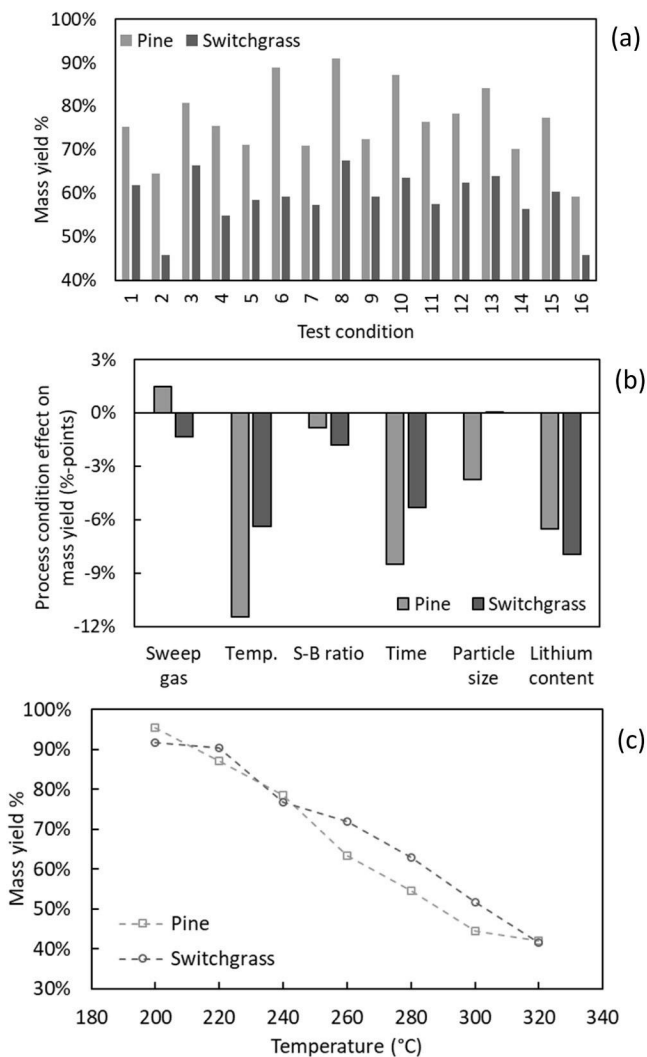 100%
Pine
Switchgrass
(a)
90%
80%
70%
60%
50%
40%
Mass yield %
1 2 3 4 5 6 7 8 9 10 11 12 13 14 15 16
Test condition
3%
(b)
0%
-3%
-6%
-9%
-12%
Process condition effect on
mass yield (%-points)
Pine
Switchgrass
Sweep
gas
Temp.
S-B ratio
Time
Particle
size
Lithium
content
100%
(c)
90%
80%
70%
60%
50%
40%
30%
Mass yield %
Pine
Switchgrass
180 200 220 240 260 280 300 320 340
Temperature (°C)